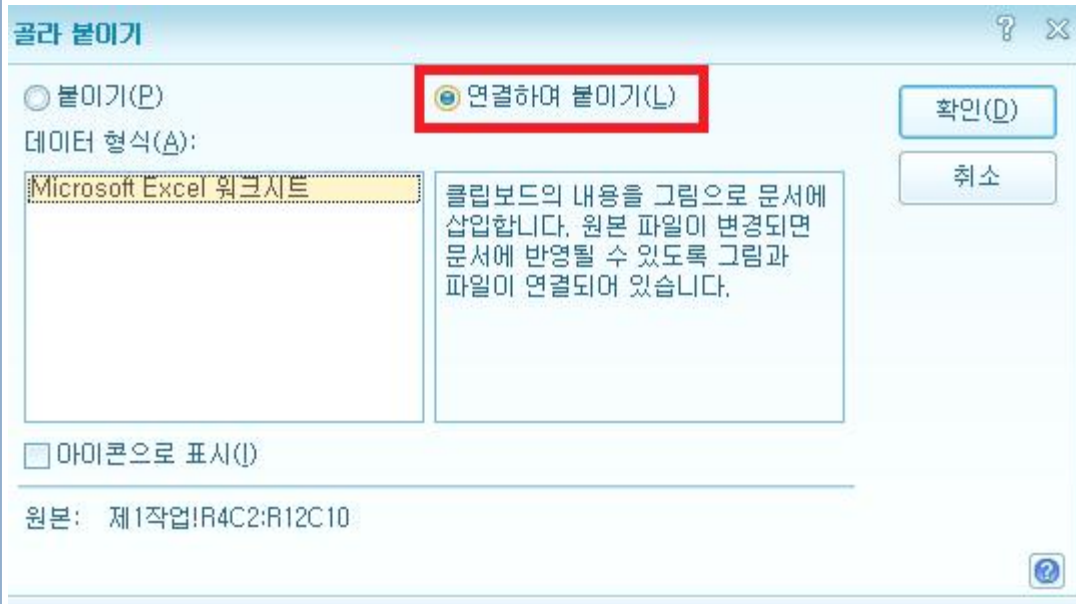 골라 붙이기
붙이기(P)
연결하여 붙이기(L)
확인(D)
데이터 형식(A):
취소
Microsoft Excel 워크시트
클립보드의 내용을 그림으로 문서에
삽입합니다. 원본 파일이 변경되면
문서에 반영될 수 있도록 그림과
파일이 연결되어 있습니다.
아이콘으로 표시(I)
원본: 제1작업!R4C2:R12C10